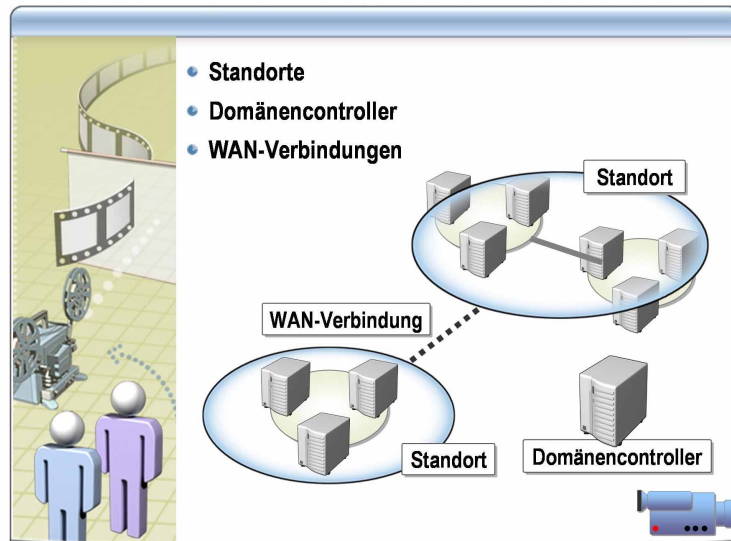 Standorte
Domänencontroller
WAN-Verbindungen
Standort
WAN-Verbindung
Standort
Domänencontroller